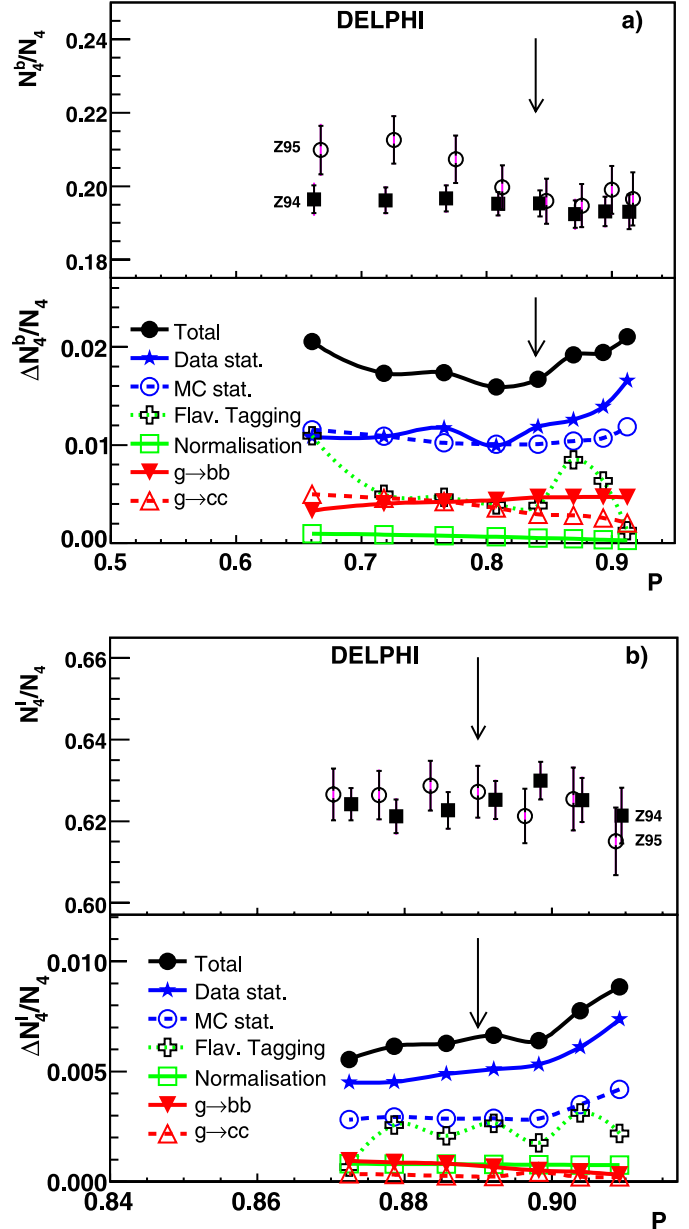 DELPHI a)
N₄ᵇ/N₄
0.24
0.22
0.20
0.18
Z95
Z94
ΔN₄ᵇ/N₄
0.02
0.01
0.00
Total
Data stat.
MC stat.
Flav. Tagging
Normalisation
g→bb
g→cc
0.5 0.6 0.7 0.8 0.9
P
DELPHI b)
N₄ˡ/N₄
0.66
0.64
0.62
0.60
Z94
Z95
ΔN₄ˡ/N₄
0.010
0.005
0.000
Total
Data stat.
MC stat.
Flav. Tagging
Normalisation
g→bb
g→cc
0.84 0.86 0.88 0.90
P